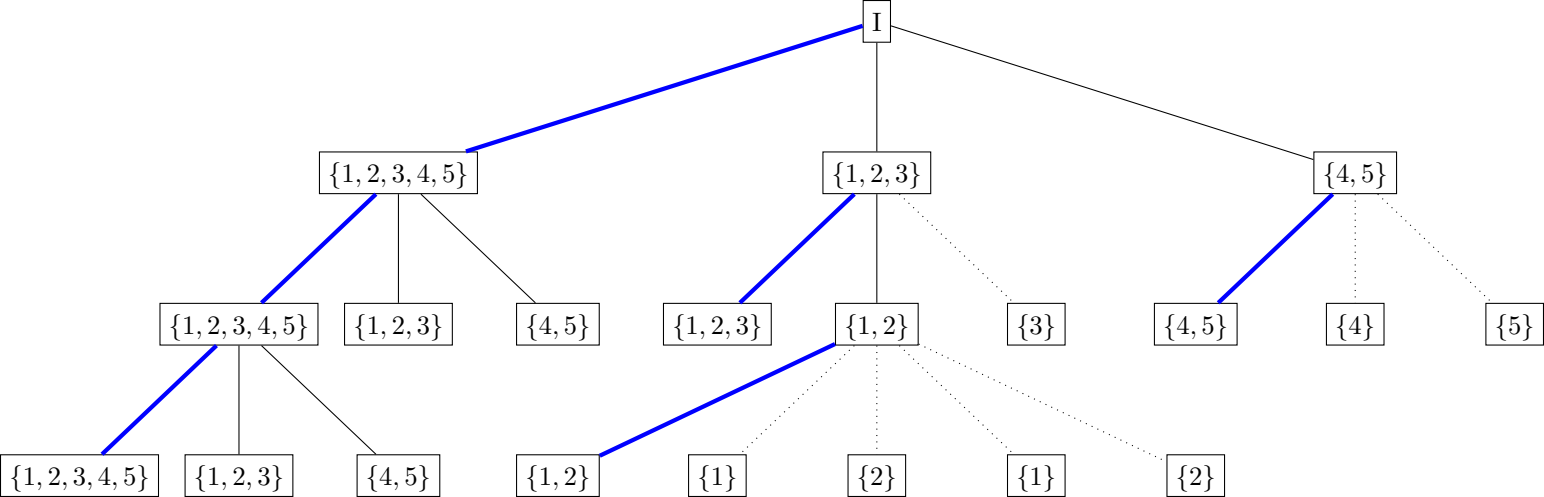 I
{1, 2, 3, 4, 5} {1, 2, 3} {4, 5}
{1, 2, 3, 4, 5} {1, 2, 3} {4, 5} {1, 2, 3} {1, 2} {3} {4, 5} {4} {5}
{1, 2, 3, 4, 5} {1, 2, 3} {4, 5} {1, 2} {1} {2} {1} {2}